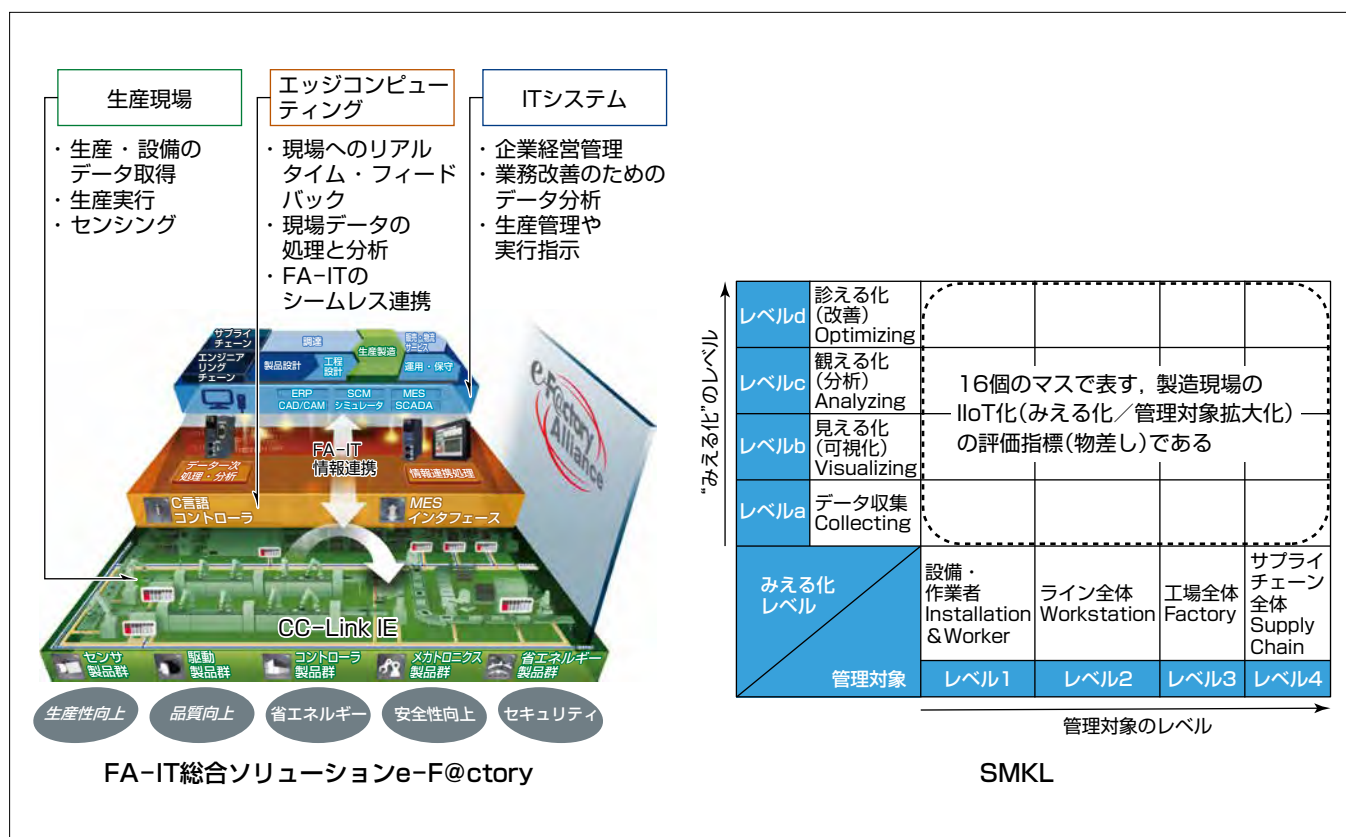 生産現場
・生産・設備の
データ取得
・生産実行
・センシング
エッジコンピュー
ティング
・現場へのリアル
タイム・フィード
バック
・現場データの
処理と分析
・FA-ITの
シームレス連携
ITシステム
・企業経営管理
・業務改善のための
データ分析
・生産管理や
実行指示
サプライ
チェーン
調達
生産製造
販売・物流
サービス
エンジニア
リング
チェーン
製品設計
工程
設計
運用・保守
ERP
CAD/CAM
SCM
シミュレータ
MES
SCADA
FA-IT
情報連携
データ一次
処理・分析
情報連携処理
C言語
コントローラ
MES
インタフェース
e-F@ctory
Alliance
CC-Link IE
センサ
製品群
駆動
製品群
コントローラ
製品群
メカトロニクス
製品群
省エネルギー
製品群
生産性向上
品質向上
省エネルギー
安全性向上
セキュリティ
FA-IT総合ソリューションe-F@ctory
“みえる化”のレベル
レベルd
診える化
(改善)
Optimizing
レベルc
観える化
(分析)
Analyzing
レベルb
見える化
(可視化)
Visualizing
レベルa
データ収集
Collecting
16個のマスで表す，製造現場の
IIoT化(みえる化／管理対象拡大化)
の評価指標(物差し)である
みえる化
レベル
管理対象
設備・
作業者
Installation
&Worker
ライン全体
Workstation
工場全体
Factory
サプライ
チェーン
全体
Supply
Chain
レベル1
レベル2
レベル3
レベル4
管理対象のレベル
SMKL